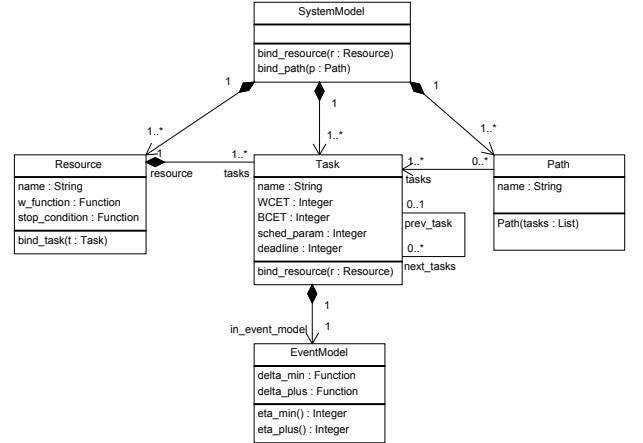 SystemModel
bind_resource(r : Resource)
bind_path(p : Path)
1
1
1
1..*
1..*
1..*
Resource
name : String
w_function : Function
stop_condition : Function
bind_task(t : Task)
1
resource
1..*
tasks
Task
name : String
WCET : Integer
BCET : Integer
sched_param : Integer
deadline : Integer
bind_resource(r : Resource)
1..*
tasks
0..*
0..1
prev_task
0..*
next_tasks
Path
name : String
Path(tasks : List)
1
in_event_model
1
EventModel
delta_min : Function
delta_plus : Function
eta_min() : Integer
eta_plus() : Integer